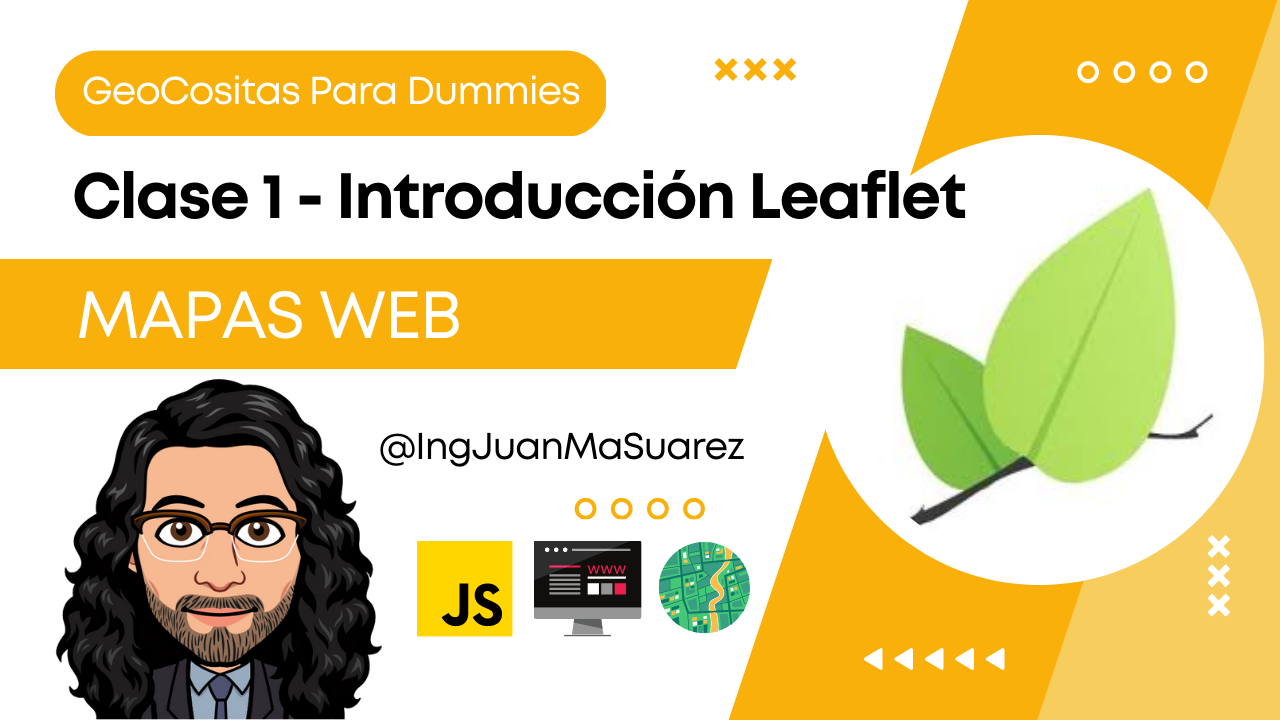 GeoCositas Para Dummies
Clase 1 - Introducción Leaflet
MAPAS WEB
@IngJuanMaSuarez
JS
WWW